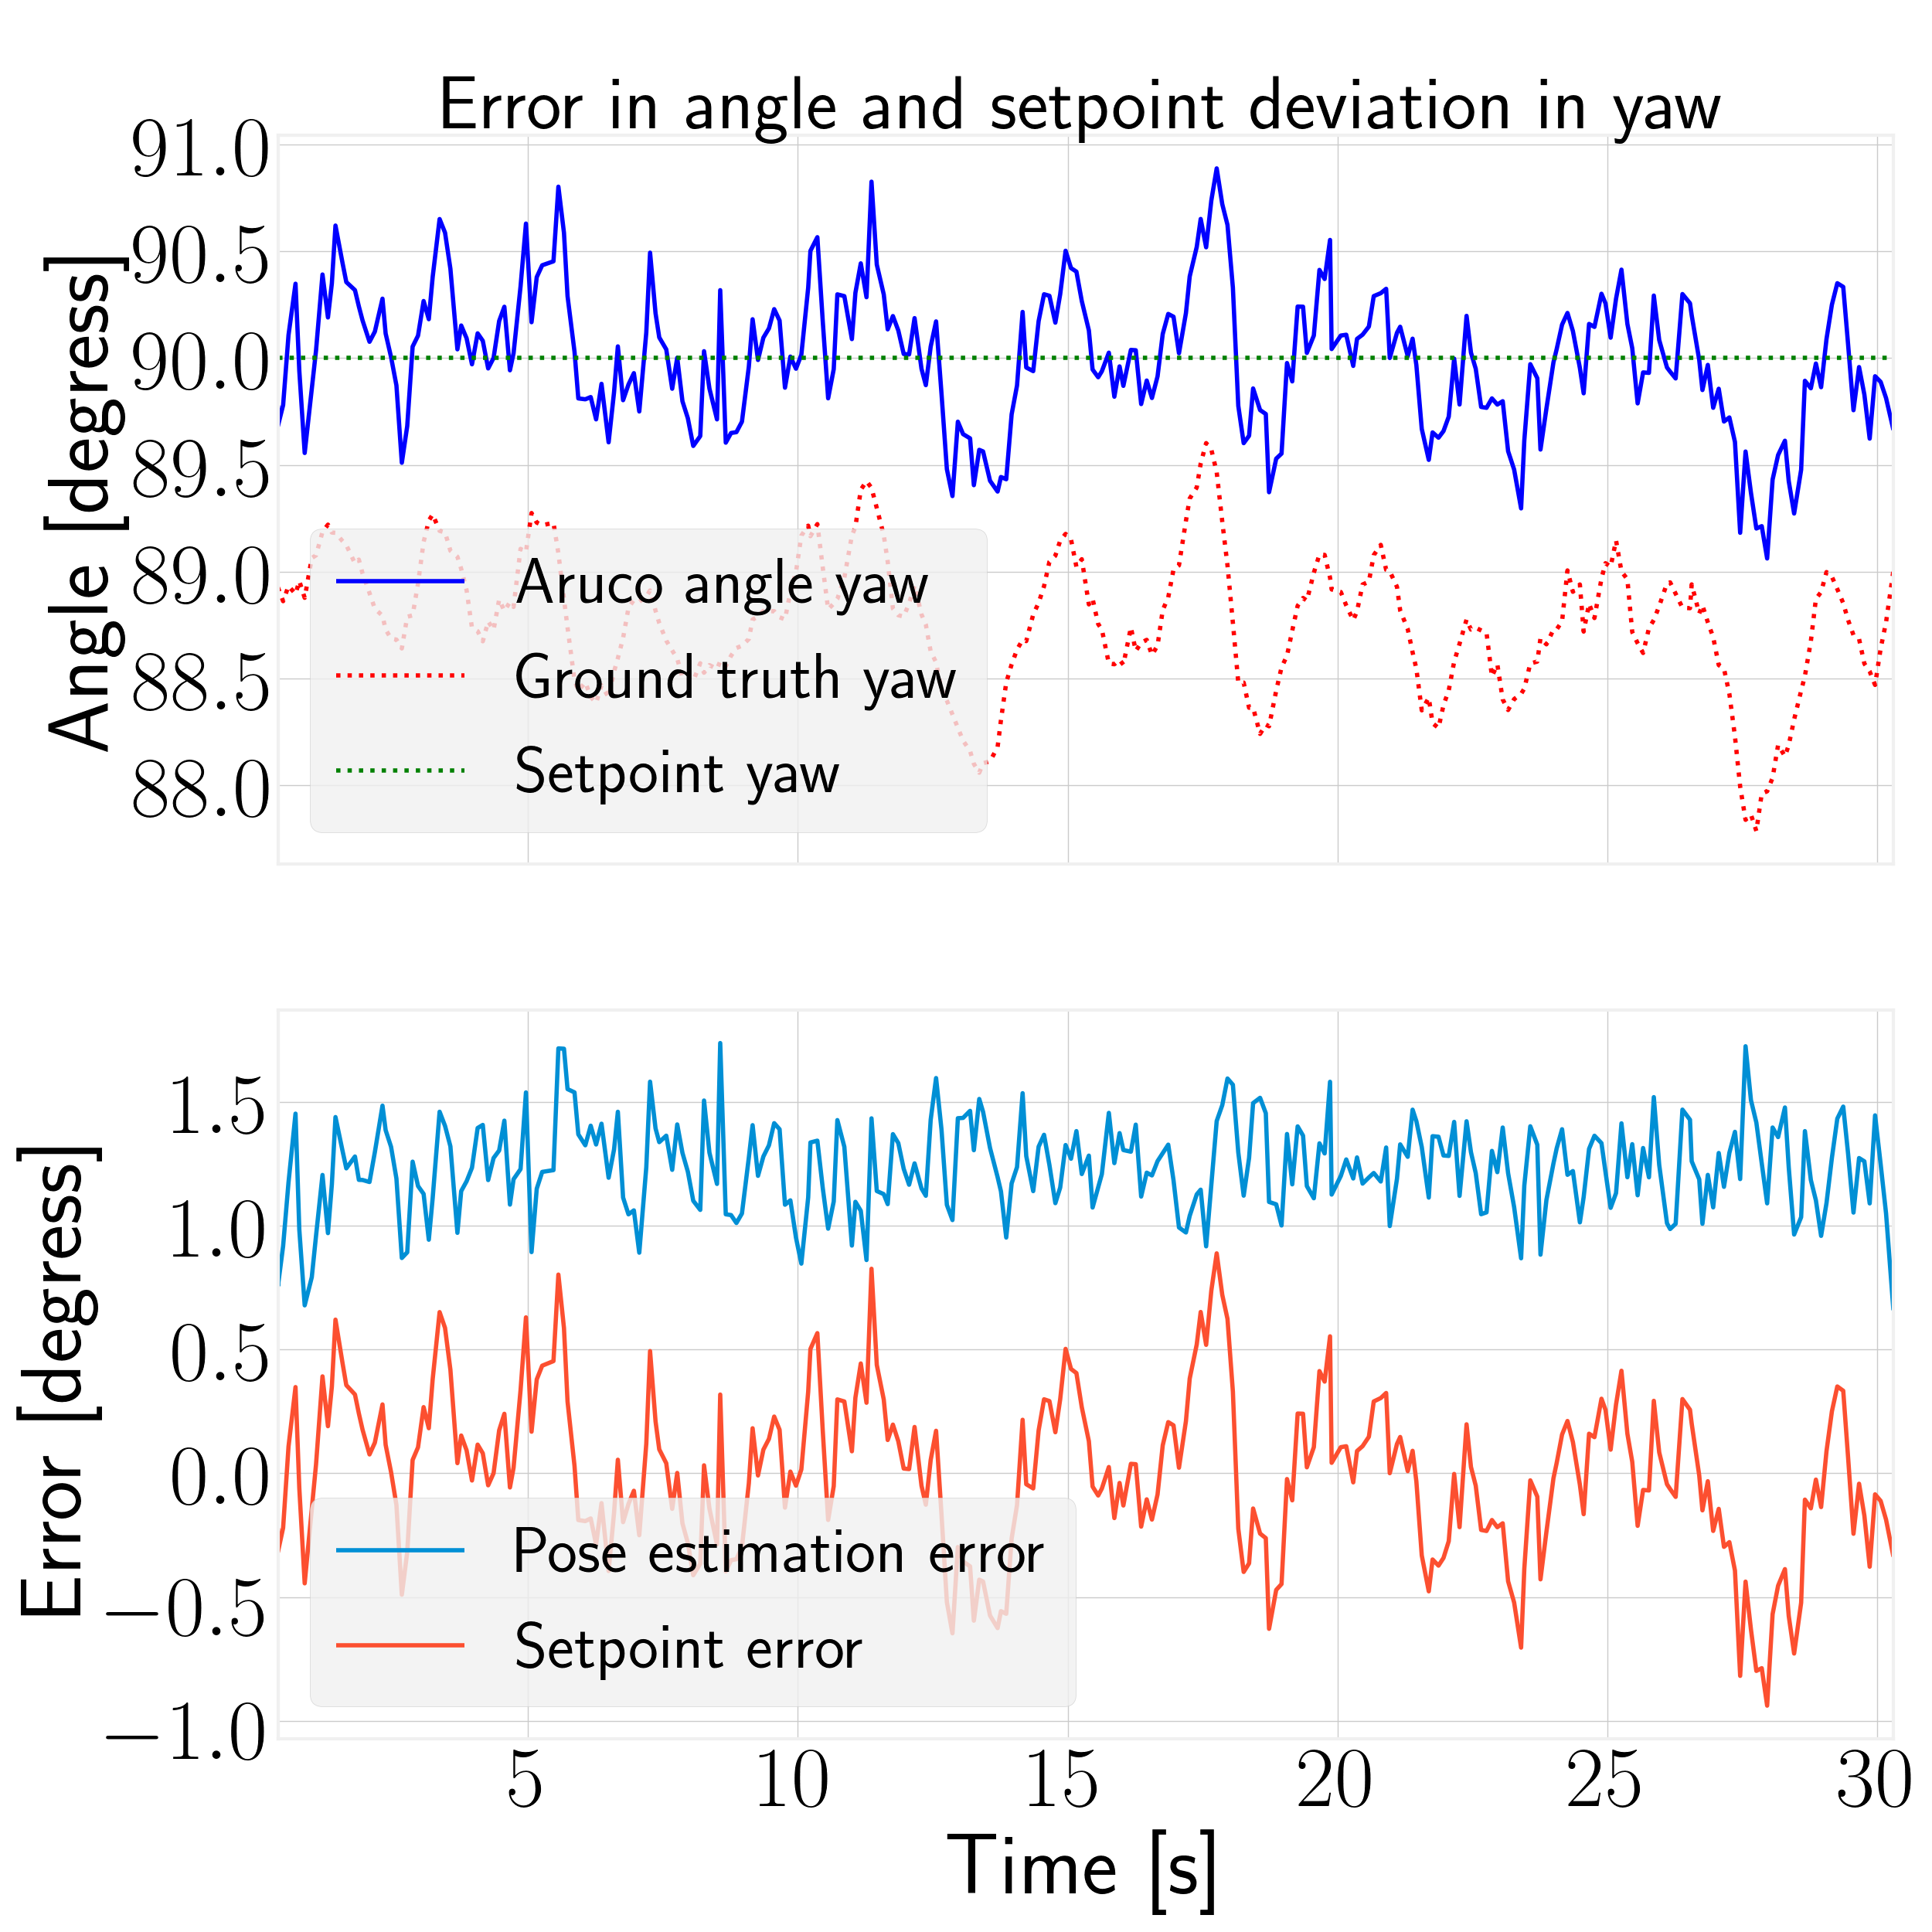 Error in angle and setpoint deviation in yaw
91.0
90.5
90.0
89.5
89.0
88.5
88.0
Angle [degress]
Aruco angle yaw
Ground truth yaw
Setpoint yaw
1.5
1.0
0.5
0.0
−0.5
−1.0
Error [degress]
Pose estimation error
Setpoint error
5 10 15 20 25 30
Time [s]